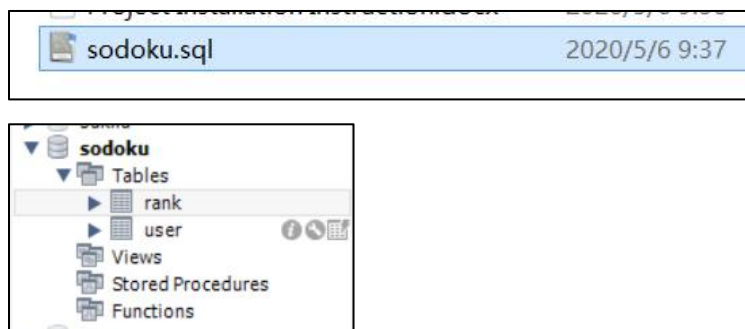 sodoku.sql 2020/5/6 9:37
sodoku
Tables
rank
user
Views
Stored Procedures
Functions